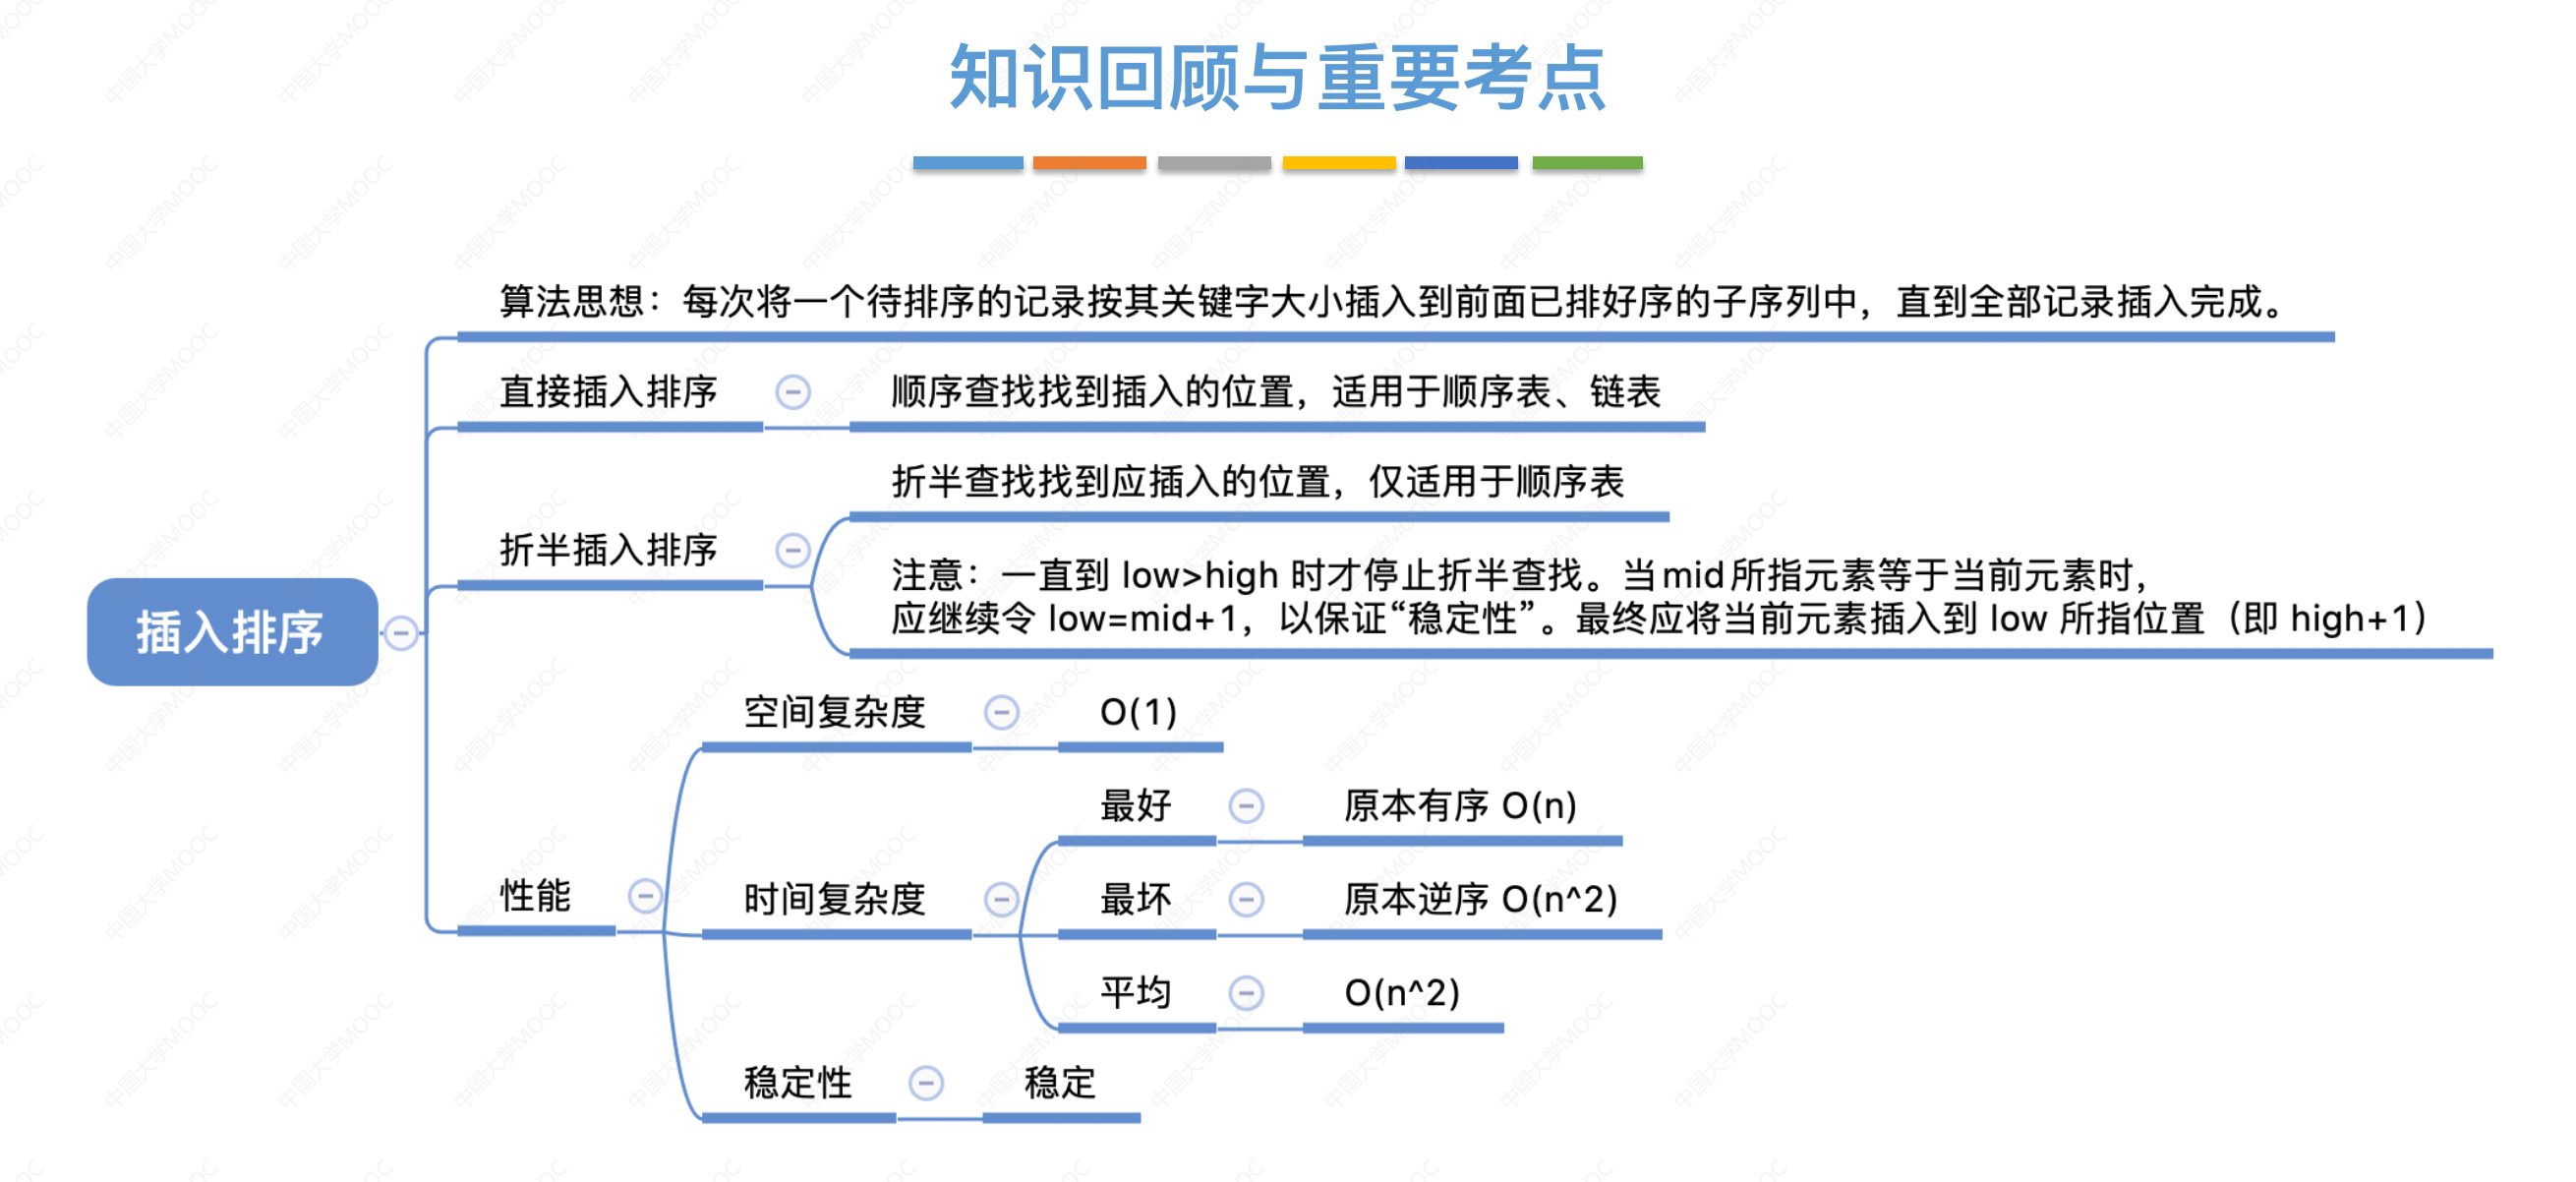 知识回顾与重要考点
算法思想：每次将一个待排序的记录按其关键字大小插入到前面已排好序的子序列中，直到全部记录插入完成。
直接插入排序
顺序查找找到插入的位置，适用于顺序表、链表
折半插入排序
折半查找找到应插入的位置，仅适用于顺序表
注意：一直到 low>high 时才停止折半查找。当mid所指元素等于当前元素时，
应继续令 low=mid+1，以保证“稳定性”。最终应将当前元素插入到 low 所指位置（即 high+1）
插入排序
空间复杂度
O(1)
性能
时间复杂度
最好
原本有序 O(n)
最坏
原本逆序 O(n^2)
平均
O(n^2)
稳定性
稳定
中国大学MOOC